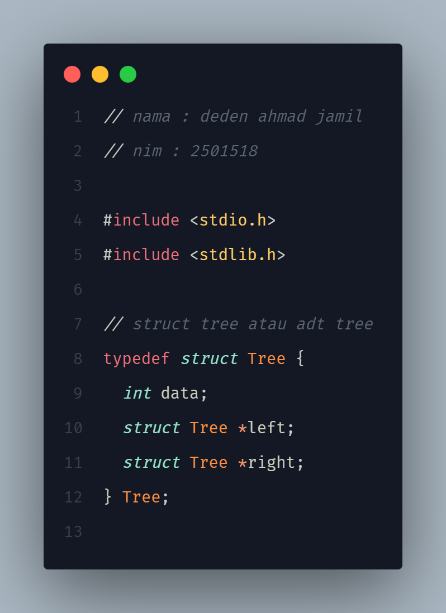 1 // nama : deden ahmad jamil
2 // nim : 2501518
3
4 #include <stdio.h>
5 #include <stdlib.h>
6
7 // struct tree atau adt tree
8 typedef struct Tree {
9   int data;
10   struct Tree *left;
11   struct Tree *right;
12 } Tree;
13